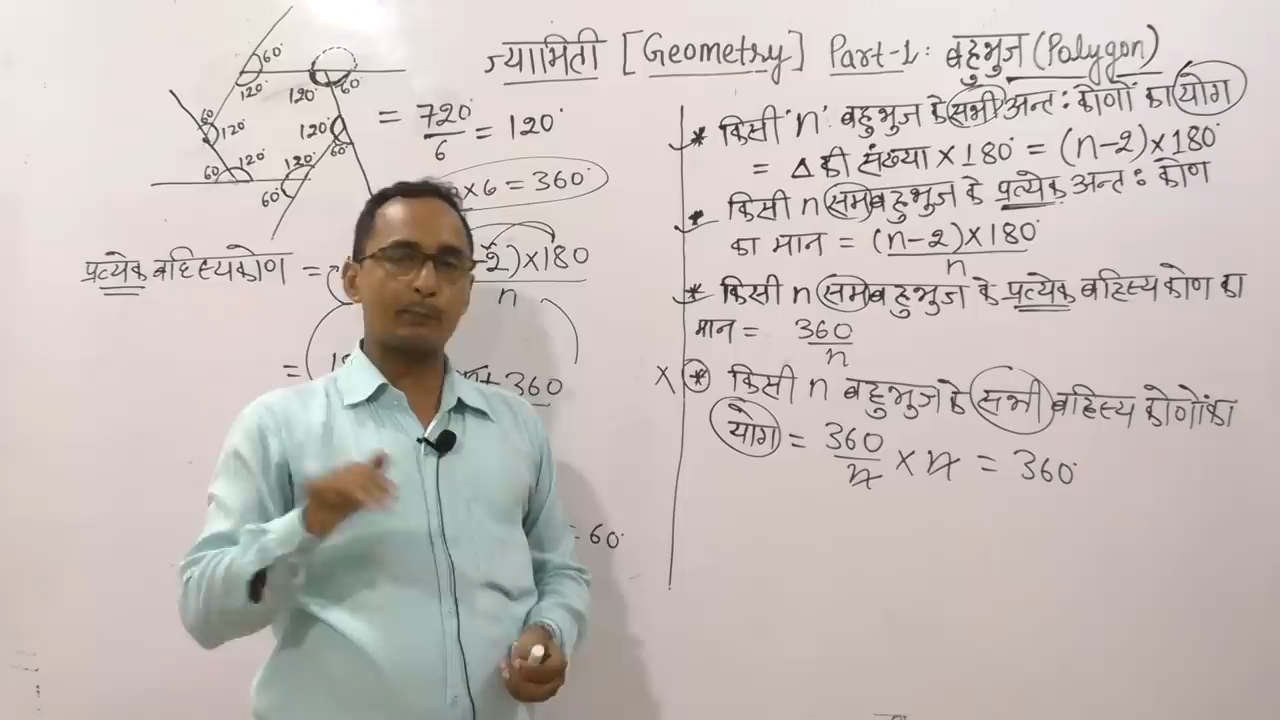 ज्यामिती [Geometry] Part-1: बहुभुज (Polygon)
60°
120°
120° 60°
60
120°
120°
60°
60 120°
120°
60°
= 720° / 6 = 120°
×6 = 360°
प्रत्येक बहिस्यकोण =
-2)×180 / n
= 18
+ 360
= 60°
* किसी 'n' बहुभुज के सभी अन्तः कोणों का योग
= Δ की संख्या × 180° = (n-2)×180°
* किसी n समबहुभुज के प्रत्येक अन्तः कोण
का मान = (n-2)×180° / n
* किसी n समबहुभुज के प्रत्येक बहिस्य कोण का
मान = 360 / n
× * किसी n बहुभुज के सभी बहिस्य कोणों का
योग = 360 / n × n = 360°